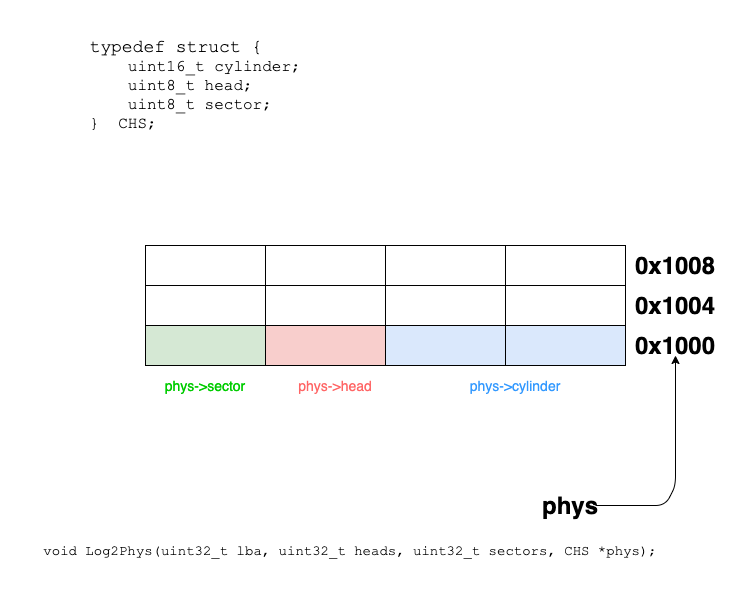 typedef struct {
uint16_t cylinder;
uint8_t head;
uint8_t sector;
} CHS;
0x1008
0x1004
0x1000
phys->sector phys->head phys->cylinder
phys
void Log2Phys(uint32_t lba, uint32_t heads, uint32_t sectors, CHS *phys);